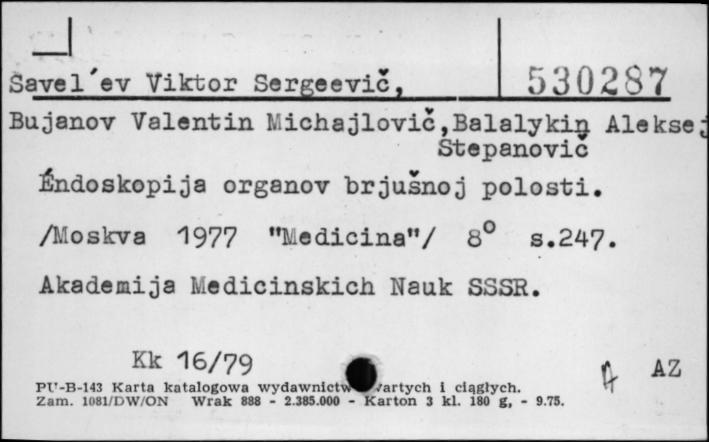 Savel´ev Viktor Sergeevič, 530287
Bujanov Valentin Michajlovič, Balalykin Aleksej
Stepanovič
Éndoskopija organov brjušnoj polosti.
/Moskva 1977 "Medicina"/ 8° s.247.
Akademija Medicinskich Nauk SSSR.
Kk 16/79
AZ
PU-B-143 Karta katalogowa wydawnictw i ciągłych.
Zam. 1081/DW/ON Wrak 888 - 2.385.000 - Karton 3 kl. 180 g, - 9.75.